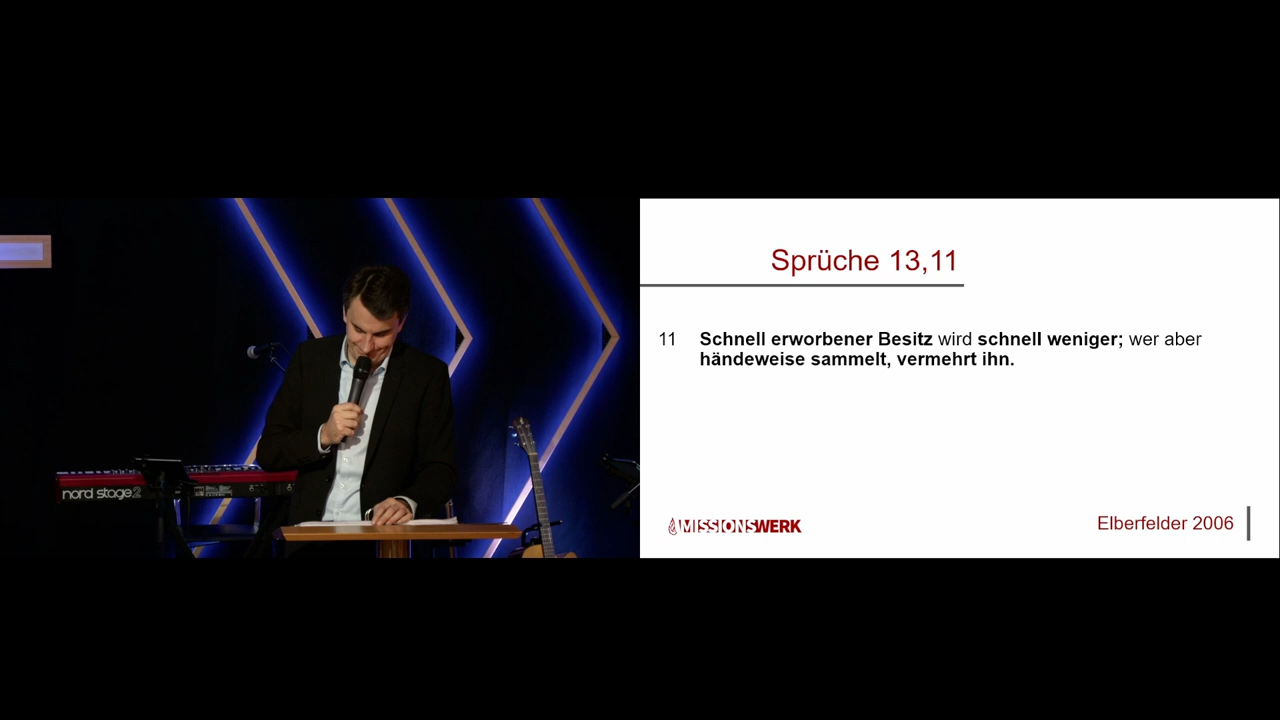 nord stage2
Sprüche 13,11
11 Schnell erworbener Besitz wird schnell weniger; wer aber
händeweise sammelt, vermehrt ihn.
MISSIONSWERK
Elberfelder 2006